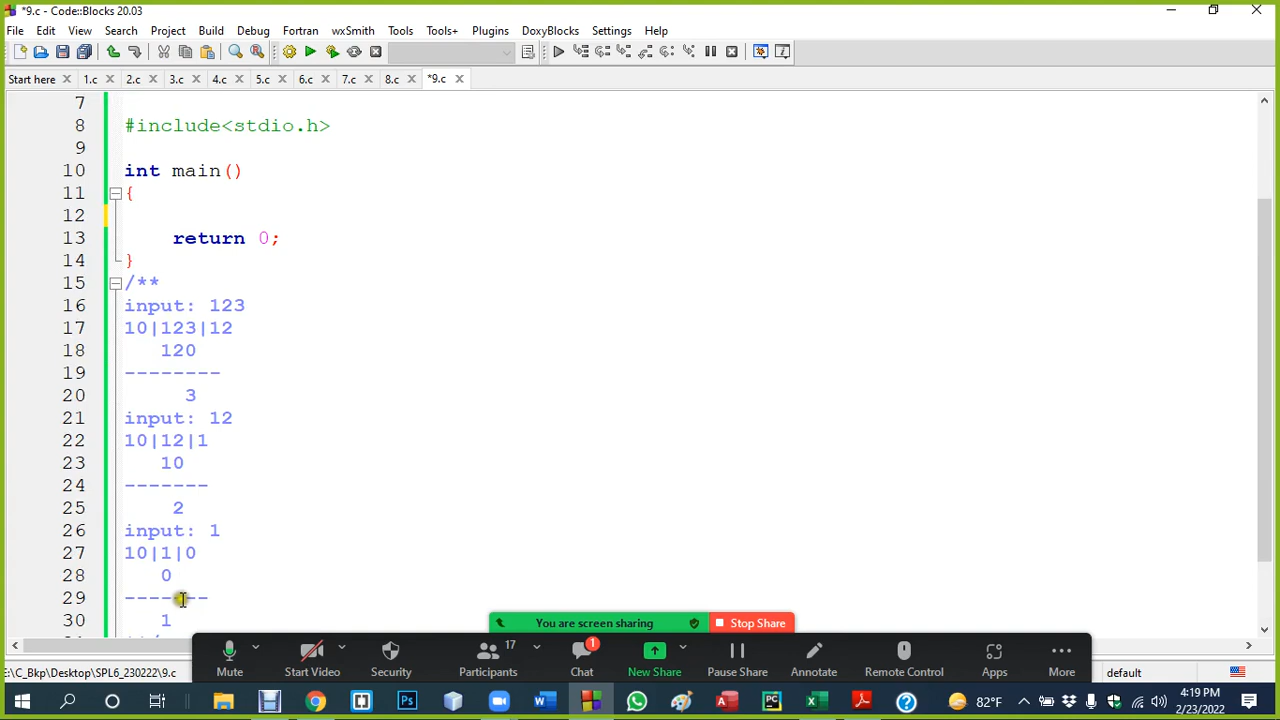 *9.c - Code::Blocks 20.03
File Edit View Search Project Build Debug Fortran wxSmith Tools Tools+ Plugins DoxyBlocks Settings Help
Start here 1.c 2.c 3.c 4.c 5.c 6.c 7.c 8.c *9.c
7
8 #include<stdio.h>
9
10 int main()
11 {
12
13 return 0;
14 }
15 /**
16 input: 123
17 10|123|12
18 120
19 --------
20 3
21 input: 12
22 10|12|1
23 10
24 -------
25 2
26 input: 1
27 10|1|0
28 0
29 -------
30 1
You are screen sharing Stop Share
1 17
Mute Start Video Security Participants Chat New Share Pause Share Annotate Remote Control Apps More
E:\C_Bkp\Desktop\SPL6_230222\9.c default
82°F 4:19 PM
2/23/2022